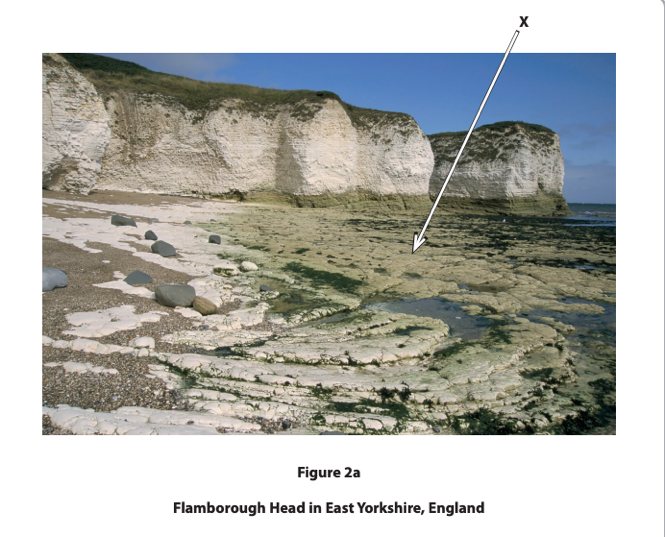 X
Figure 2a
Flamborough Head in East Yorkshire, England